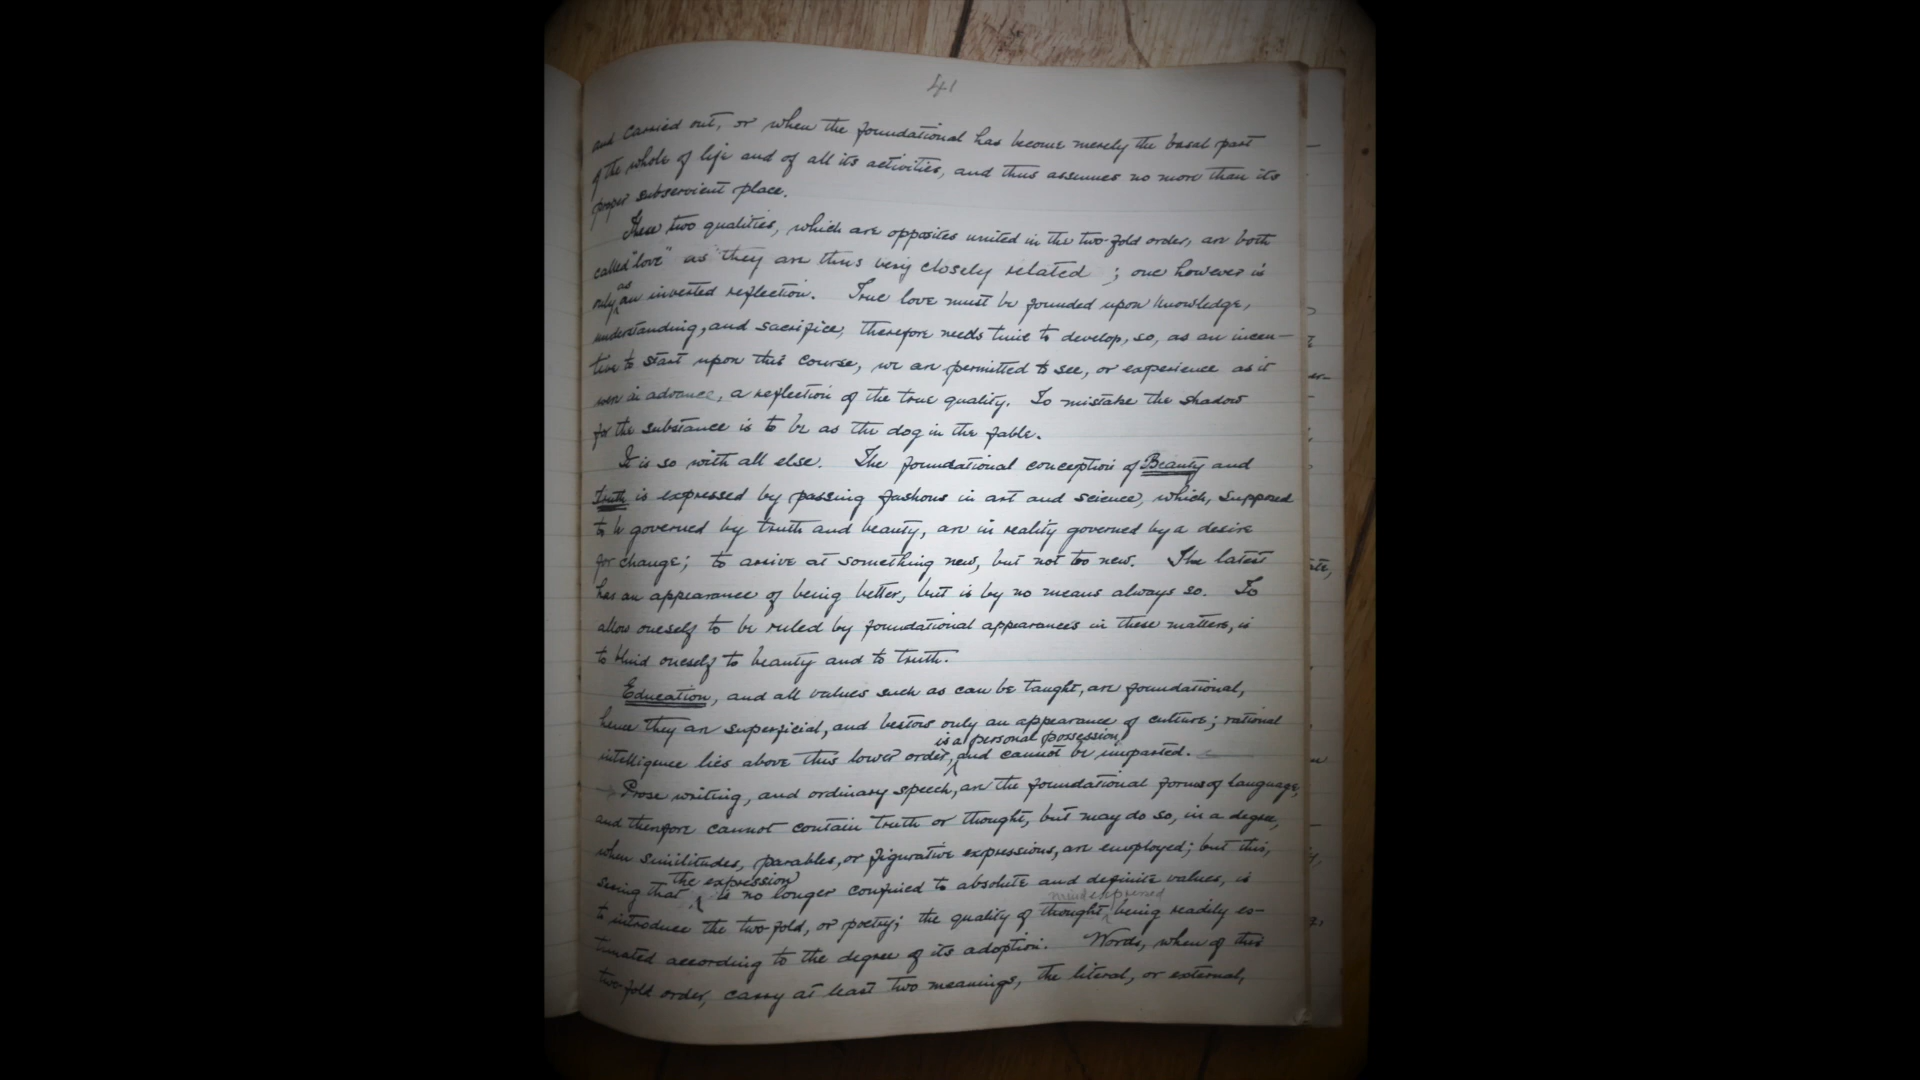 41
and carried out, or when the foundational has become merely the basal part
of the whole of life and of all its activities, and thus assumes no more than its
proper subservient place.
These two qualities, which are opposites united in the two-fold order, are both
called "love" as they are thus very closely related ; one however is
only as an inverted reflection. True love must be founded upon knowledge,
understanding, and sacrifice, therefore needs time to develop, so, as an incen-
tive to start upon this course, we are permitted to see, or experience as it
were in advance, a reflection of the true quality. To mistake the shadow
for the substance is to be as the dog in the fable.
It is so with all else. The foundational conception of Beauty and
Truth is expressed by passing fashons in art and science, which, supposed
to be governed by truth and beauty, are in reality governed by a desire
for change; to arrive at something new, but not too new. The latest
has an appearance of being better, but is by no means always so. To
allow oneself to be ruled by foundational appearances in these matters, is
to blind oneself to beauty and to truth.
Education, and all values such as can be taught, are foundational,
hence they are superficial, and bestow only an appearance of culture; rational
is a personal possession,
intelligence lies above this lower order, and cannot be imparted.
Prose writing, and ordinary speech, are the foundational forms of language,
and therefore cannot contain truth or thought, but may do so, in a degree,
when similitudes, parables, or figurative expressions, are employed; but this,
the expression
seeing that is no longer confined to absolute and definite values, is
to introduce the two-fold, or poetry; the quality of thought being readily es-
timated according to the degree of its adoption. Words, when of this
two-fold order, carry at least two meanings, the literal, or external,